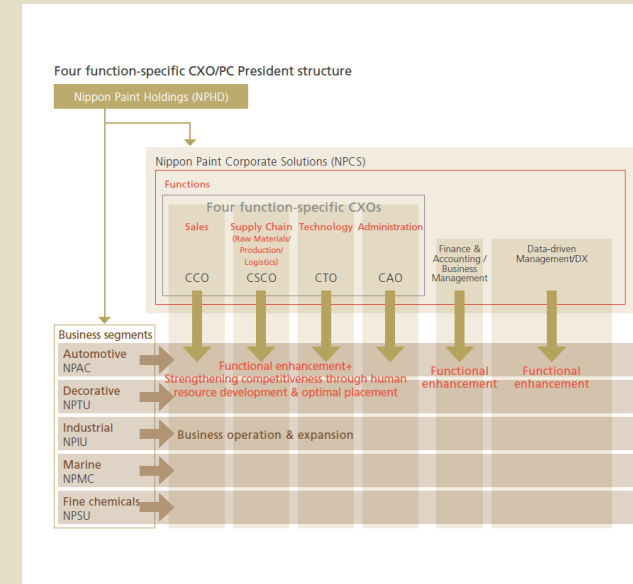 Four function-specific CXO/PC President structure
Nippon Paint Holdings (NPHD)
Nippon Paint Corporate Solutions (NPCS)
Functions
Four function-specific CXOs
Sales
CCO
Supply Chain
(Raw Materials/
Production/
Logistics)
CSCO
Technology
CTO
Administration
CAO
Finance &
Accounting /
Business
Management
Data-driven
Management/DX
Business segments
Automotive
NPAC
Decorative
NPTU
Industrial
NPIU
Marine
NPMC
Fine chemicals
NPSU
Functional enhancement+
Strengthening competitiveness through human
resource development & optimal placement
Functional
enhancement
Functional
enhancement
Business operation & expansion